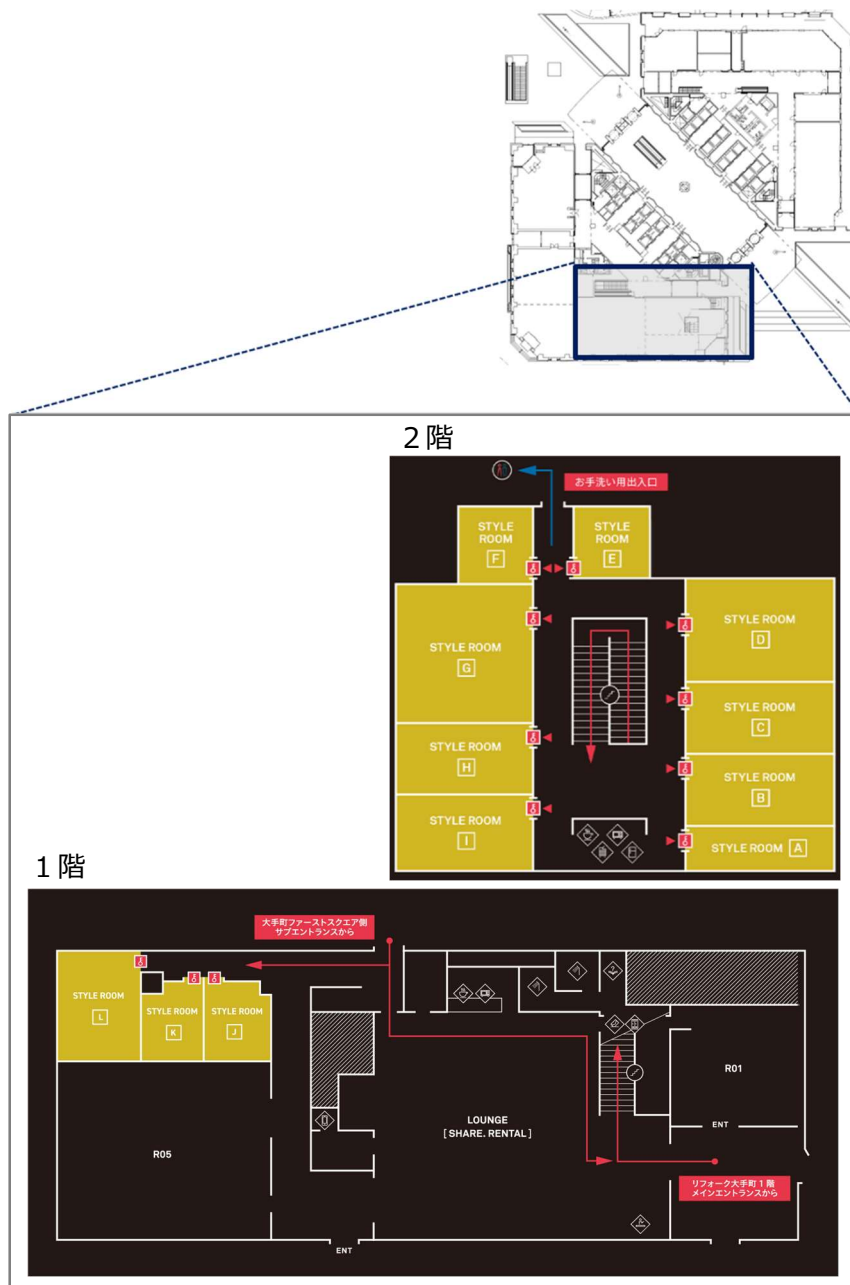 ２階
お手洗い用出入口
STYLE
ROOM
F
STYLE
ROOM
E
STYLE ROOM
G
STYLE ROOM
D
STYLE ROOM
C
STYLE ROOM
H
STYLE ROOM
B
STYLE ROOM
I
STYLE ROOM A
１階
大手町ファーストスクエア側
サブエントランスから
STYLE ROOM
L
STYLE ROOM
K
STYLE ROOM
J
R01
LOUNGE
[ SHARE. RENTAL ]
ENT
R05
リフォーク大手町１階
メインエントランスから
ENT